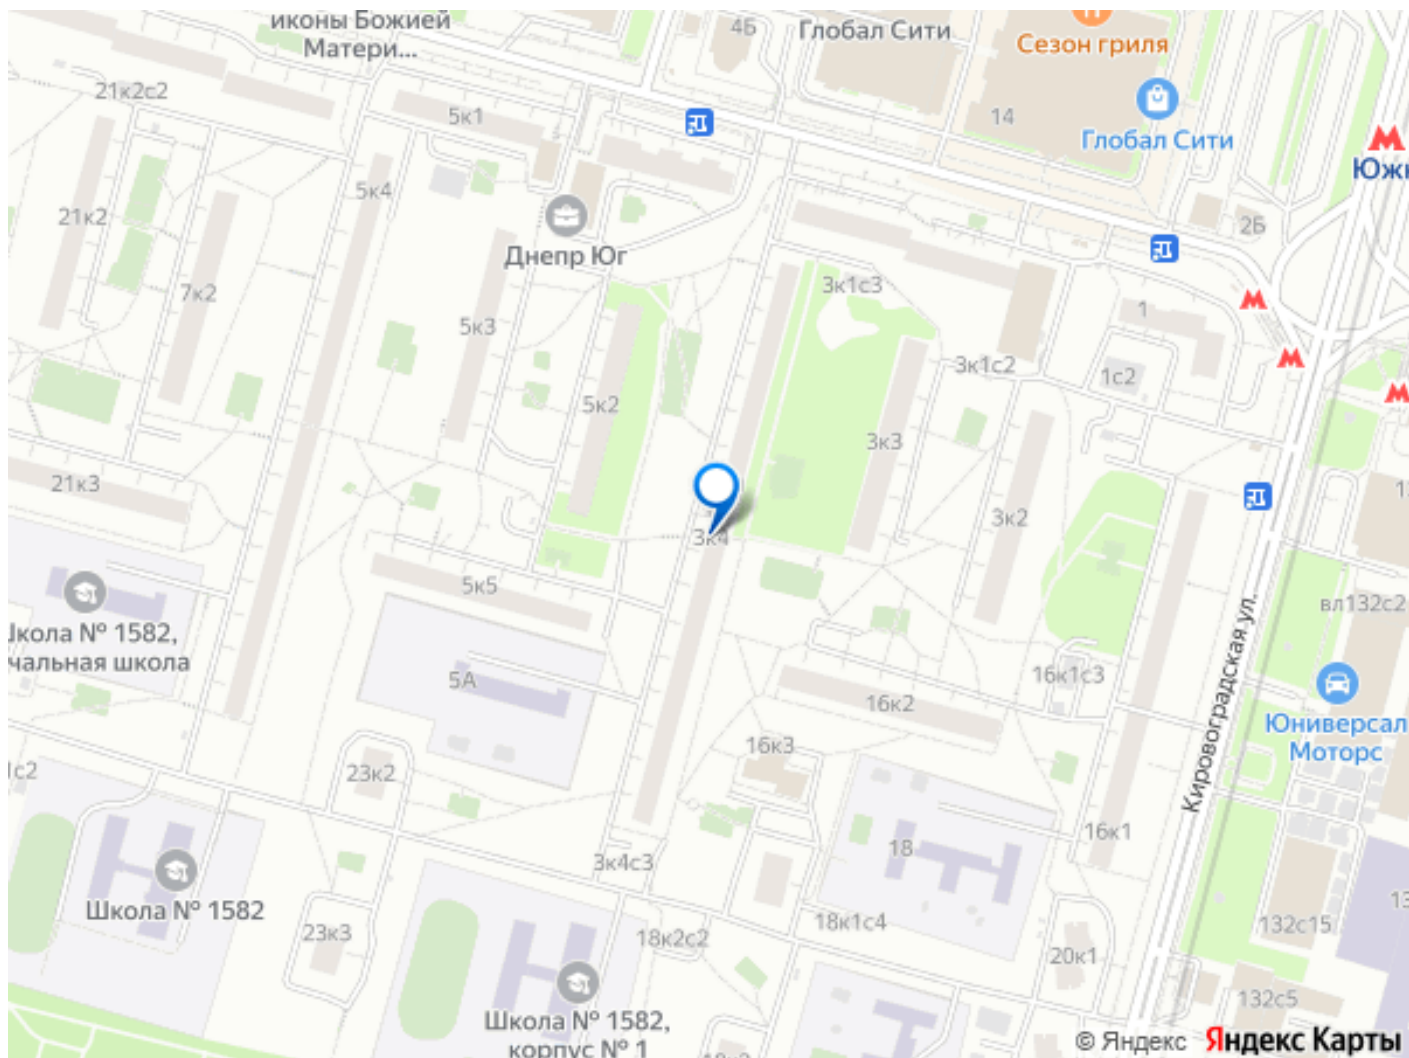 иконы Божией
Матери...
4Б
Глобал Сити
Сезон гриля
21к2с2
5к1
14
Глобал Сити
5к4
Южн
21к2
2Б
Днепр Юг
7к2
3к1с3
5к3
1
3к1с2
1с2
5к2
3к3
21к3
3к2
3к4
5к5
вл132с2
Школа № 1582,
чальная школа
5А
16к1с3
16к2
Юниверсал
Моторс
16к3
1с2
23к2
Кировоградская ул.
16к1
18
3к4с3
Школа № 1582
18к1с4
132с15
23к3
18к2с2
20к1
132с5
Школа № 1582,
корпус № 1
© Яндекс Яндекс Карты